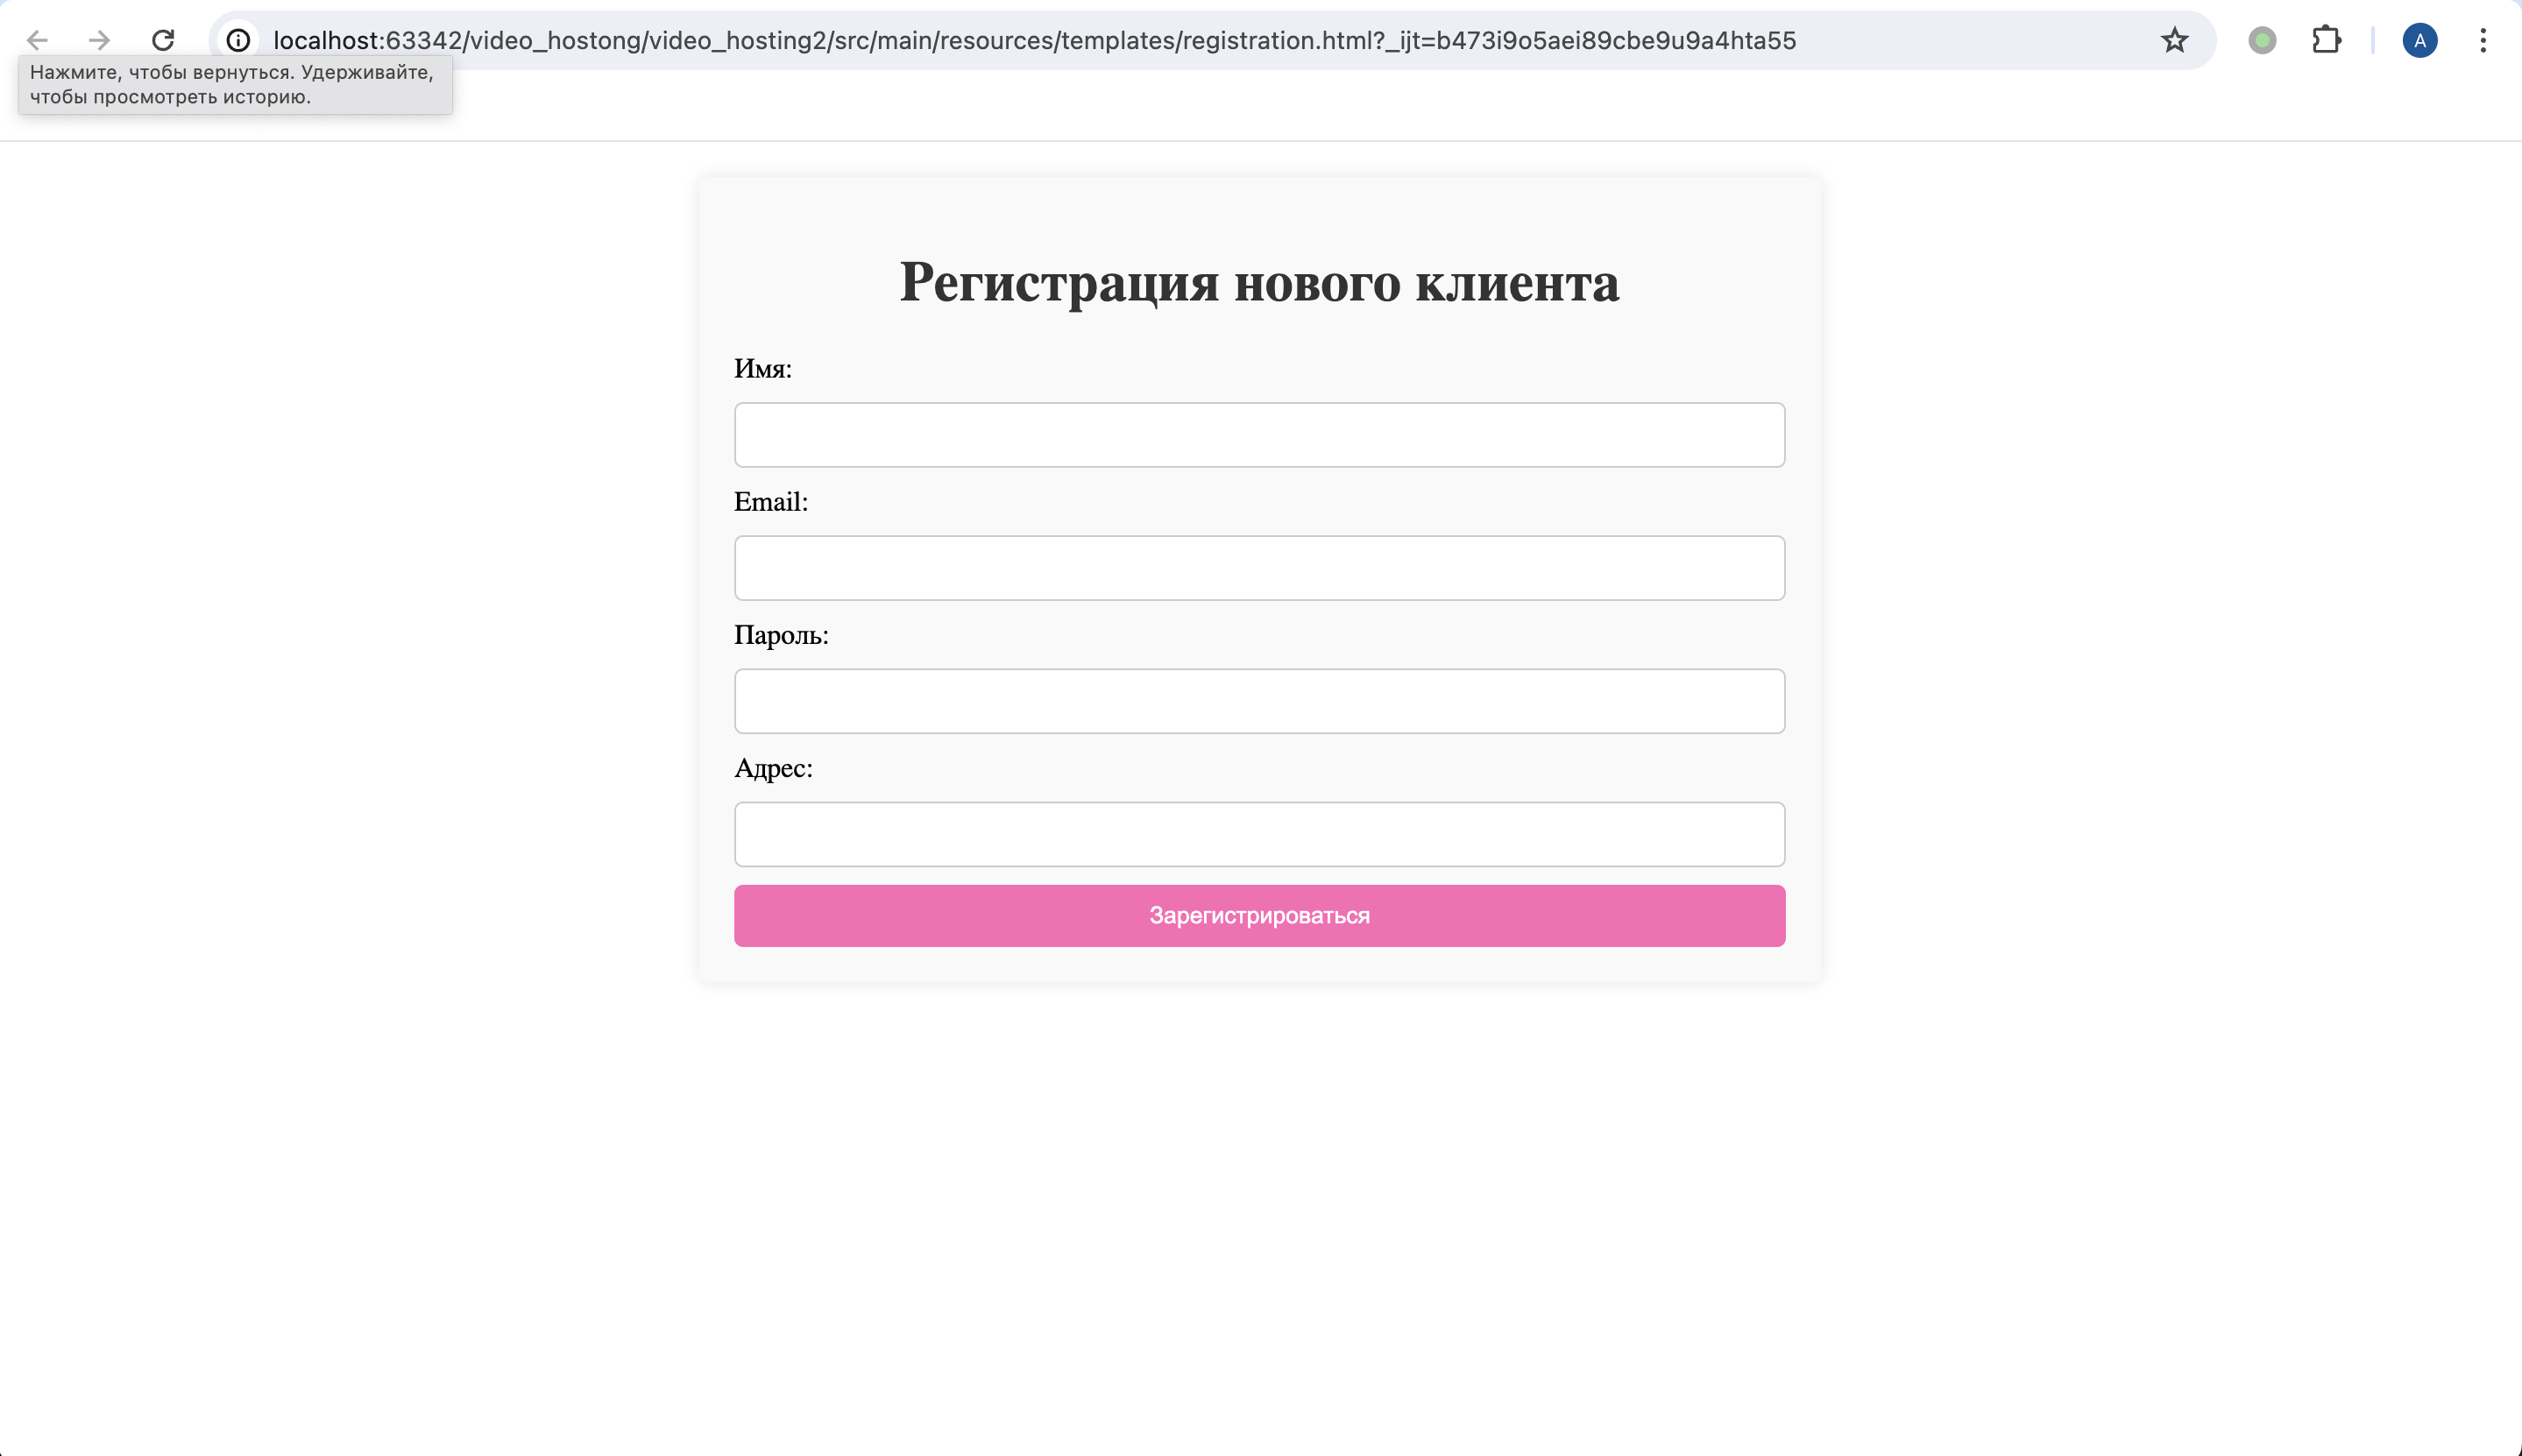 localhost:63342/video_hostong/video_hosting2/src/main/resources/templates/registration.html?_ijt=b473i9o5aei89cbe9u9a4hta55
A
Нажмите, чтобы вернуться. Удерживайте,
чтобы просмотреть историю.
Регистрация нового клиента
Имя:
Email:
Пароль:
Адрес:
Зарегистрироваться